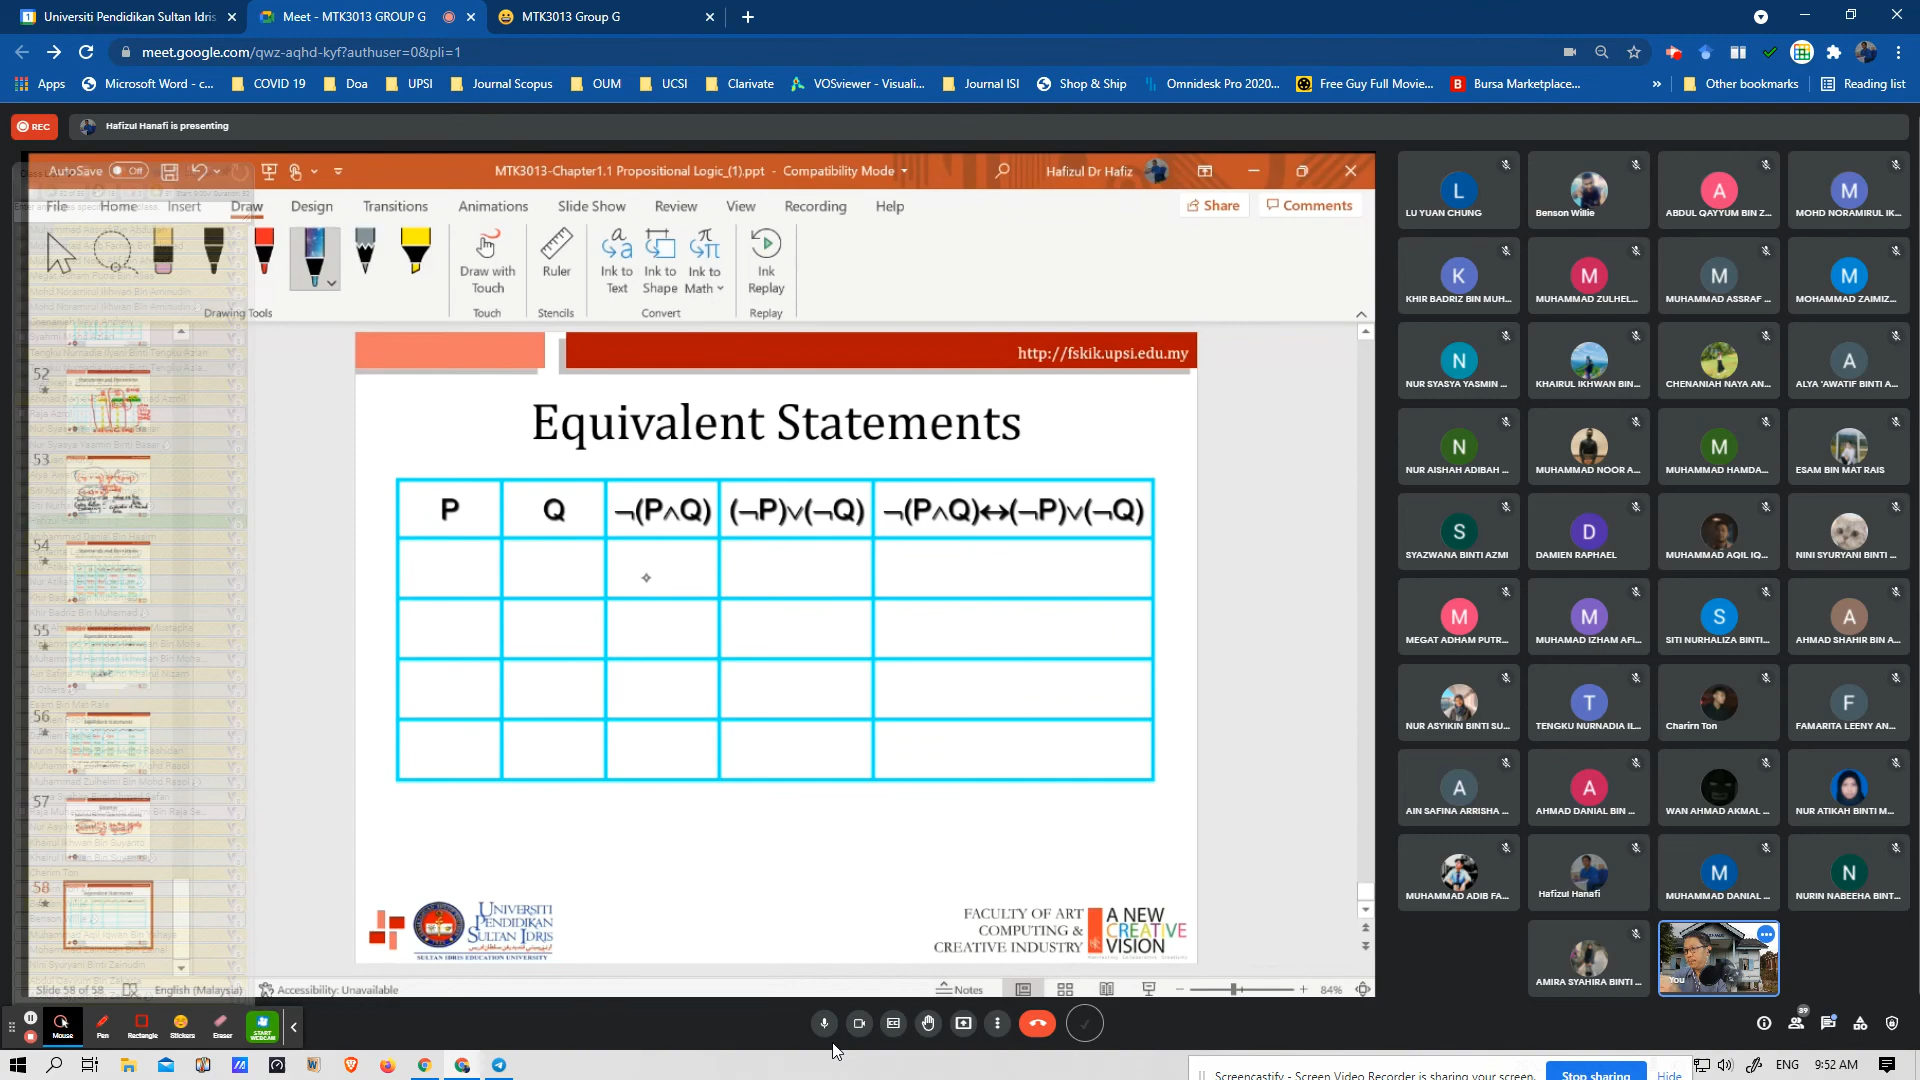 Universiti Pendidikan Sultan Idris
Meet - MTK3013 GROUP G
MTK3013 Group G
meet.google.com/qwz-aqhd-kyf?authuser=0&pli=1
Apps
Microsoft Word - c...
COVID 19
Doa
UPSI
Journal Scopus
OUM
UCSI
Clarivate
VOSviewer - Visuali...
Journal ISI
Shop & Ship
Omnidesk Pro 2020...
Free Guy Full Movie...
Bursa Marketplace...
Other bookmarks
Reading list
REC
Hafizul Hanafi is presenting
AutoSave
Off
MTK3013-Chapter1.1 Propositional Logic_(1).ppt - Compatibility Mode
Hafizul Dr Hafiz
File
Home
Insert
Draw
Design
Transitions
Animations
Slide Show
Review
View
Recording
Help
Share
Comments
Draw with Touch
Ruler
Ink to Text
Ink to Shape
Ink to Math
Ink Replay
Drawing Tools
Touch
Stencils
Convert
Replay
52
53
54
55
56
57
58
http://fskik.upsi.edu.my
Equivalent Statements
P
Q
¬(P∧Q)
(¬P)∨(¬Q)
¬(P∧Q)↔(¬P)∨(¬Q)
UNIVERSITI
PENDIDIKAN
SULTAN IDRIS
SULTAN IDRIS EDUCATION UNIVERSITY
FACULTY OF ART
COMPUTING &
CREATIVE INDUSTRY
A NEW
CREATIVE
VISION
Slide 58 of 58
English (Malaysia)
Accessibility: Unavailable
Notes
84%
LU YUAN CHUNG
Benson Willie
ABDUL QAYYUM BIN Z...
MOHD NORAMIRUL IK...
KHIR BADRIZ BIN MUH...
MUHAMMAD ZULHEL...
MUHAMMAD ASSRAF ...
MOHAMMAD ZAIMIZ...
NUR SYASYA YASMIN ...
KHAIRUL IKHWAN BIN...
CHENANIAH NAYA AN...
ALYA 'AWATIF BINTI A...
NUR AISHAH ADIBAH ...
MUHAMMAD NOOR A...
MUHAMMAD HAMDA...
ESAM BIN MAT RAIS
SYAZWANA BINTI AZMI
DAMIEN RAPHAEL
MUHAMMAD AQIL IQ...
NINI SYURYANI BINTI ...
MEGAT ADHAM PUTR...
MUHAMAD IZHAM AFI...
SITI NURHALIZA BINTI...
AHMAD SHAHIR BIN A...
NUR ASYIKIN BINTI SU...
TENGKU NURNADIA IL...
Charirn Ton
FAMARITA LEENY AN...
AIN SAFINA ARRISHA ...
AHMAD DANIAL BIN ...
WAN AHMAD AKMAL ...
NUR ATIKAH BINTI M...
MUHAMMAD ADIB FA...
Hafizul Hanafi
MUHAMMAD DANIAL ...
NURIN NABEEHA BINT...
AMIRA SYAHIRA BINTI ...
You
Mouse
Pen
Rectangle
Stickers
Eraser
START WEBCAM
39
ENG
9:52 AM
Screencastify - Screen Video Recorder is sharing your screen.
Stop sharing
Hide